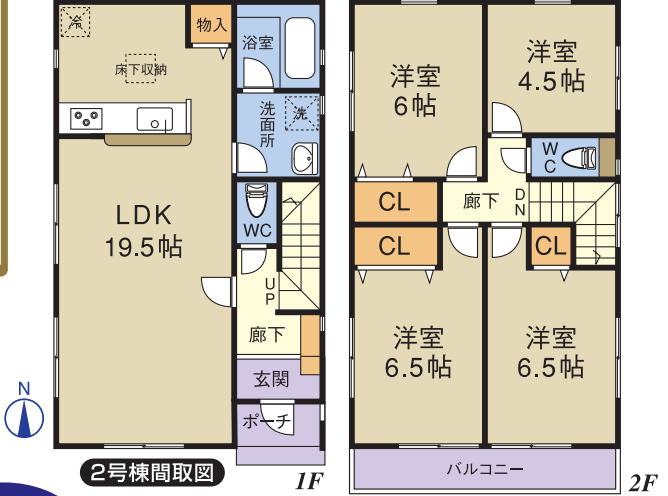 冷
物入
浴室
床下収納
洗面所
洗
LDK
19.5帖
WC
UP
廊下
玄関
ポーチ
N
2号棟間取図
1F
洋室
6帖
洋室
4.5帖
WC
CL
廊下
DN
CL
CL
洋室
6.5帖
洋室
6.5帖
バルコニー
2F